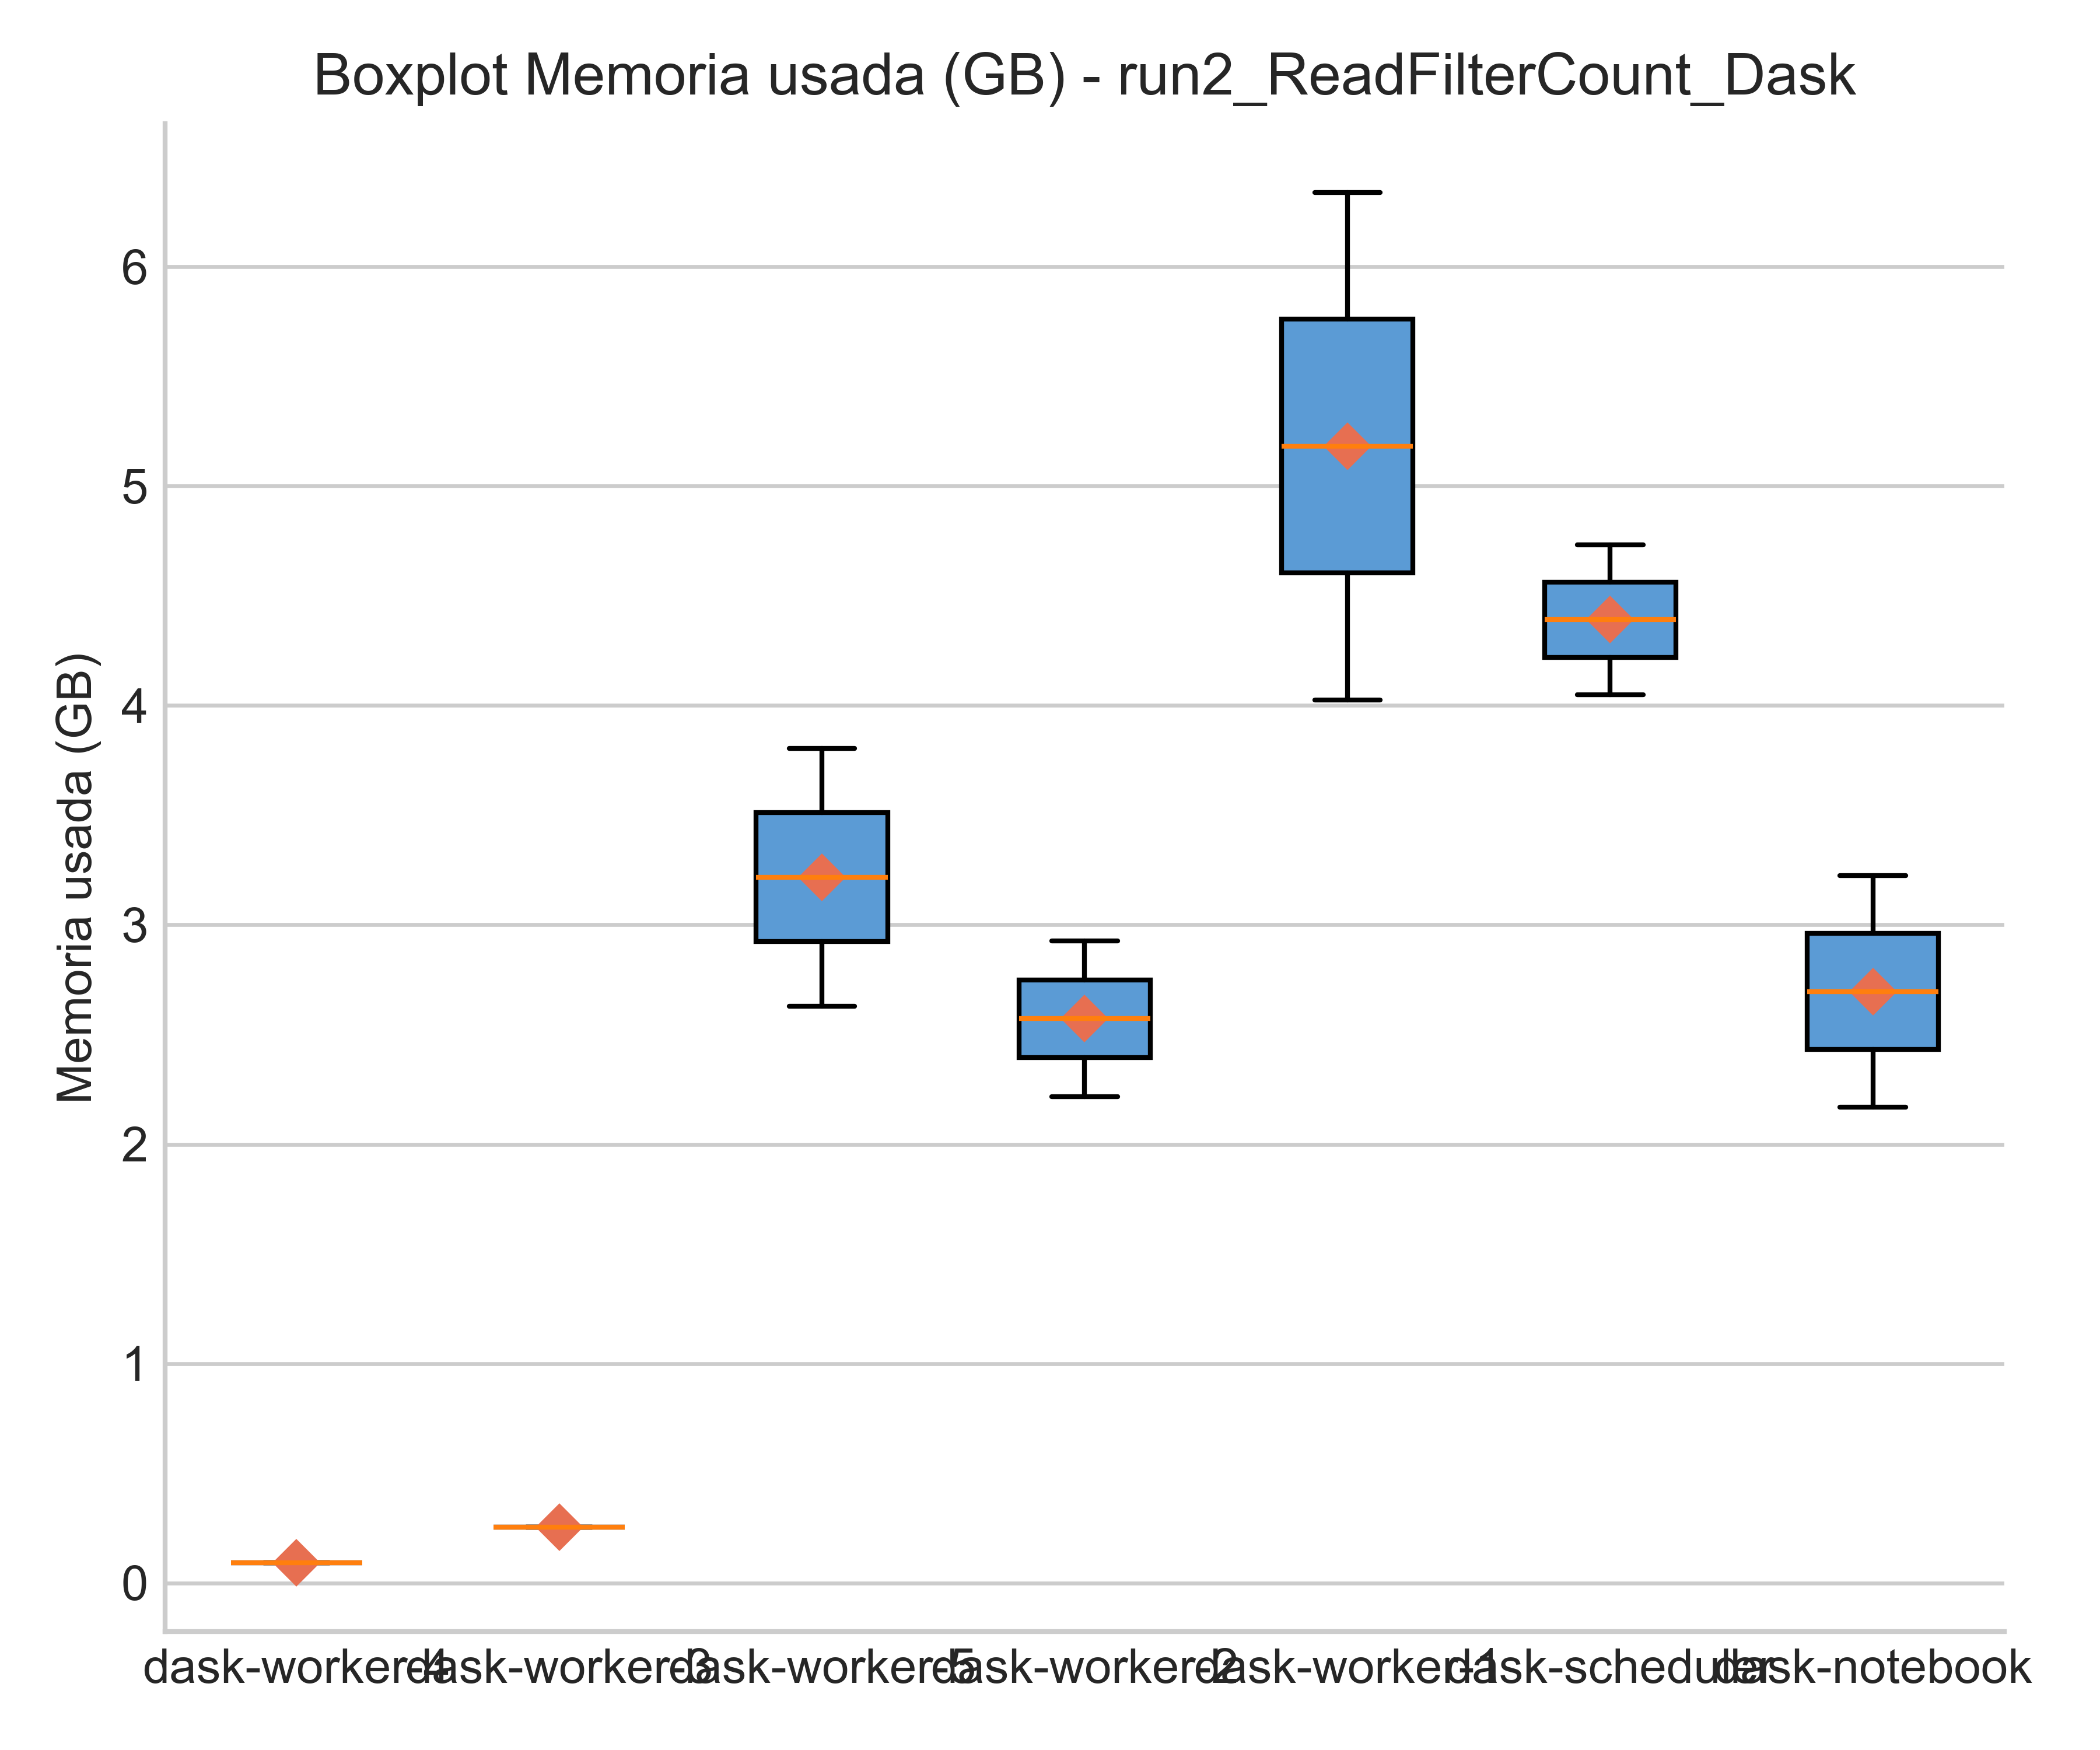 Boxplot Memoria usada (GB) - run2_ReadFilterCount_Dask
Memoria usada (GB)
6
5
4
3
2
1
0
dask-worker-4 dask-worker-3 dask-worker-5 dask-worker-2 dask-worker-1 dask-scheduler dask-notebook